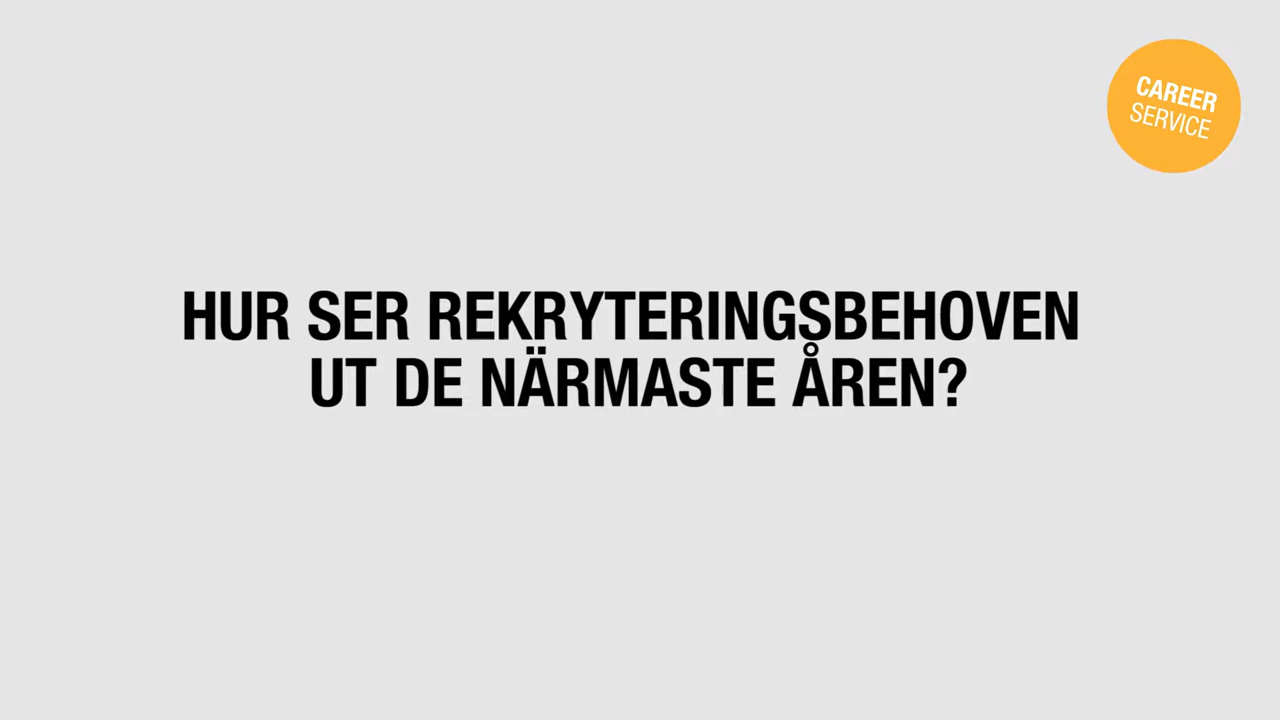 CAREER
SERVICE
HUR SER REKRYTERINGSBEHOVEN
UT DE NÄRMASTE ÅREN?